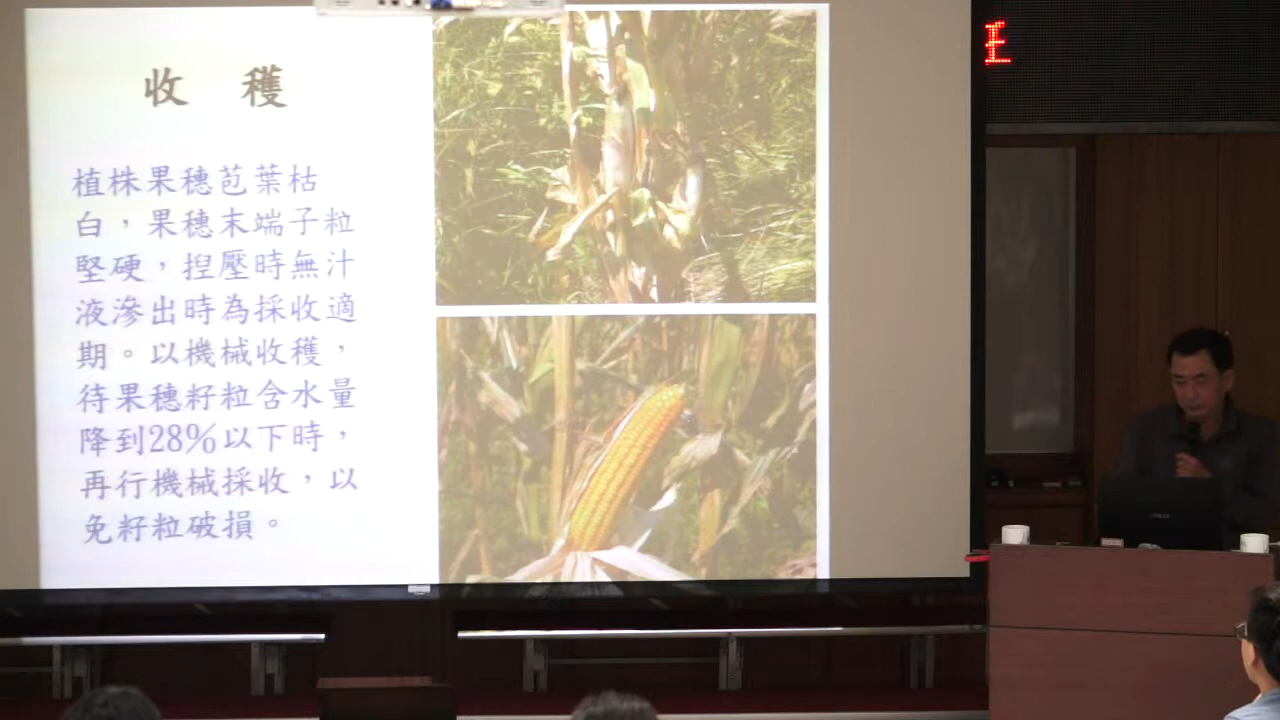 收 穫
植株果穗苞葉枯
白，果穗末端子粒
堅硬，揑壓時無汁
液滲出時為採收適
期。以機械收穫，
待果穗籽粒含水量
降到28%以下時，
再行機械採收，以
免籽粒破損。